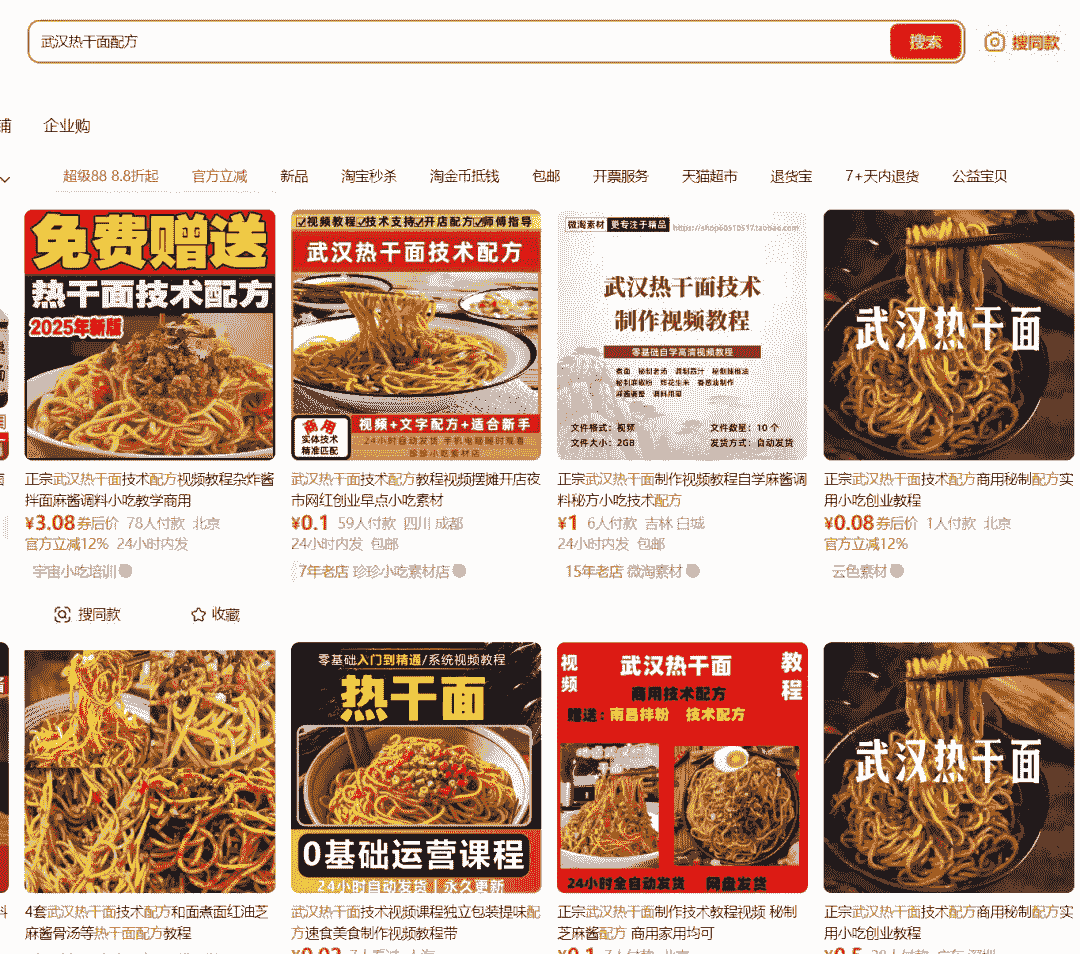 武汉热干面配方
搜索
搜同款
铺
企业购
超级88 8.8折起
官方立减
新品
淘宝秒杀
淘金币抵钱
包邮
开票服务
天猫超市
退货宝
7+天内退货
公益宝贝
免费赠送
热干面技术配方
2025年新版
正宗武汉热干面技术配方视频教程杂炸酱
拌面麻酱调料小吃教学商用
¥3.08券后价 78人付款 北京
官方立减12% 24小时内发
宇宙小吃培训
视频教程 技术支持 开店配方 师傅指导
武汉热干面技术配方
商用
实体技术
精准匹配
视频+文字配方+适合新手
24小时自动发货 手机电脑随时观看
珍珍小吃素材店
武汉热干面技术配方教程视频摆摊开店夜
市网红创业早点小吃素材
¥0.1 59人付款 四川 成都
24小时内发 包邮
7年老店 珍珍小吃素材店
微淘素材 更专注于精品
https://shop60510517.taobao.com
武汉热干面技术
制作视频教程
零基础自学高清视频教程
文件格式：视频
文件数量：10 个
文件大小：2GB
发货方式：自动发货
正宗武汉热干面制作视频教程自学麻酱调
料秘方小吃技术配方
¥1 6人付款 吉林 白城
24小时内发 包邮
15年老店 微淘素材
武汉热干面
正宗武汉热干面技术配方商用秘制配方实
用小吃创业教程
¥0.08券后价 1人付款 北京
官方立减12%
云色素材
搜同款
收藏
4套武汉热干面技术配方和面煮面红油芝
麻酱骨汤等热干面配方教程
零基础入门到精通/系统视频教程
热干面
0基础运营课程
24小时自动发货 | 永久更新
武汉热干面技术视频课程独立包装提味配
方速食美食制作视频教程带
视频
武汉热干面
教程
商用技术配方
赠送：南昌拌粉 技术配方
24小时全自动发货 网盘发货
正宗武汉热干面制作技术教程视频 秘制
芝麻酱配方 商用家用均可
武汉热干面
正宗武汉热干面技术配方商用秘制配方实
用小吃创业教程